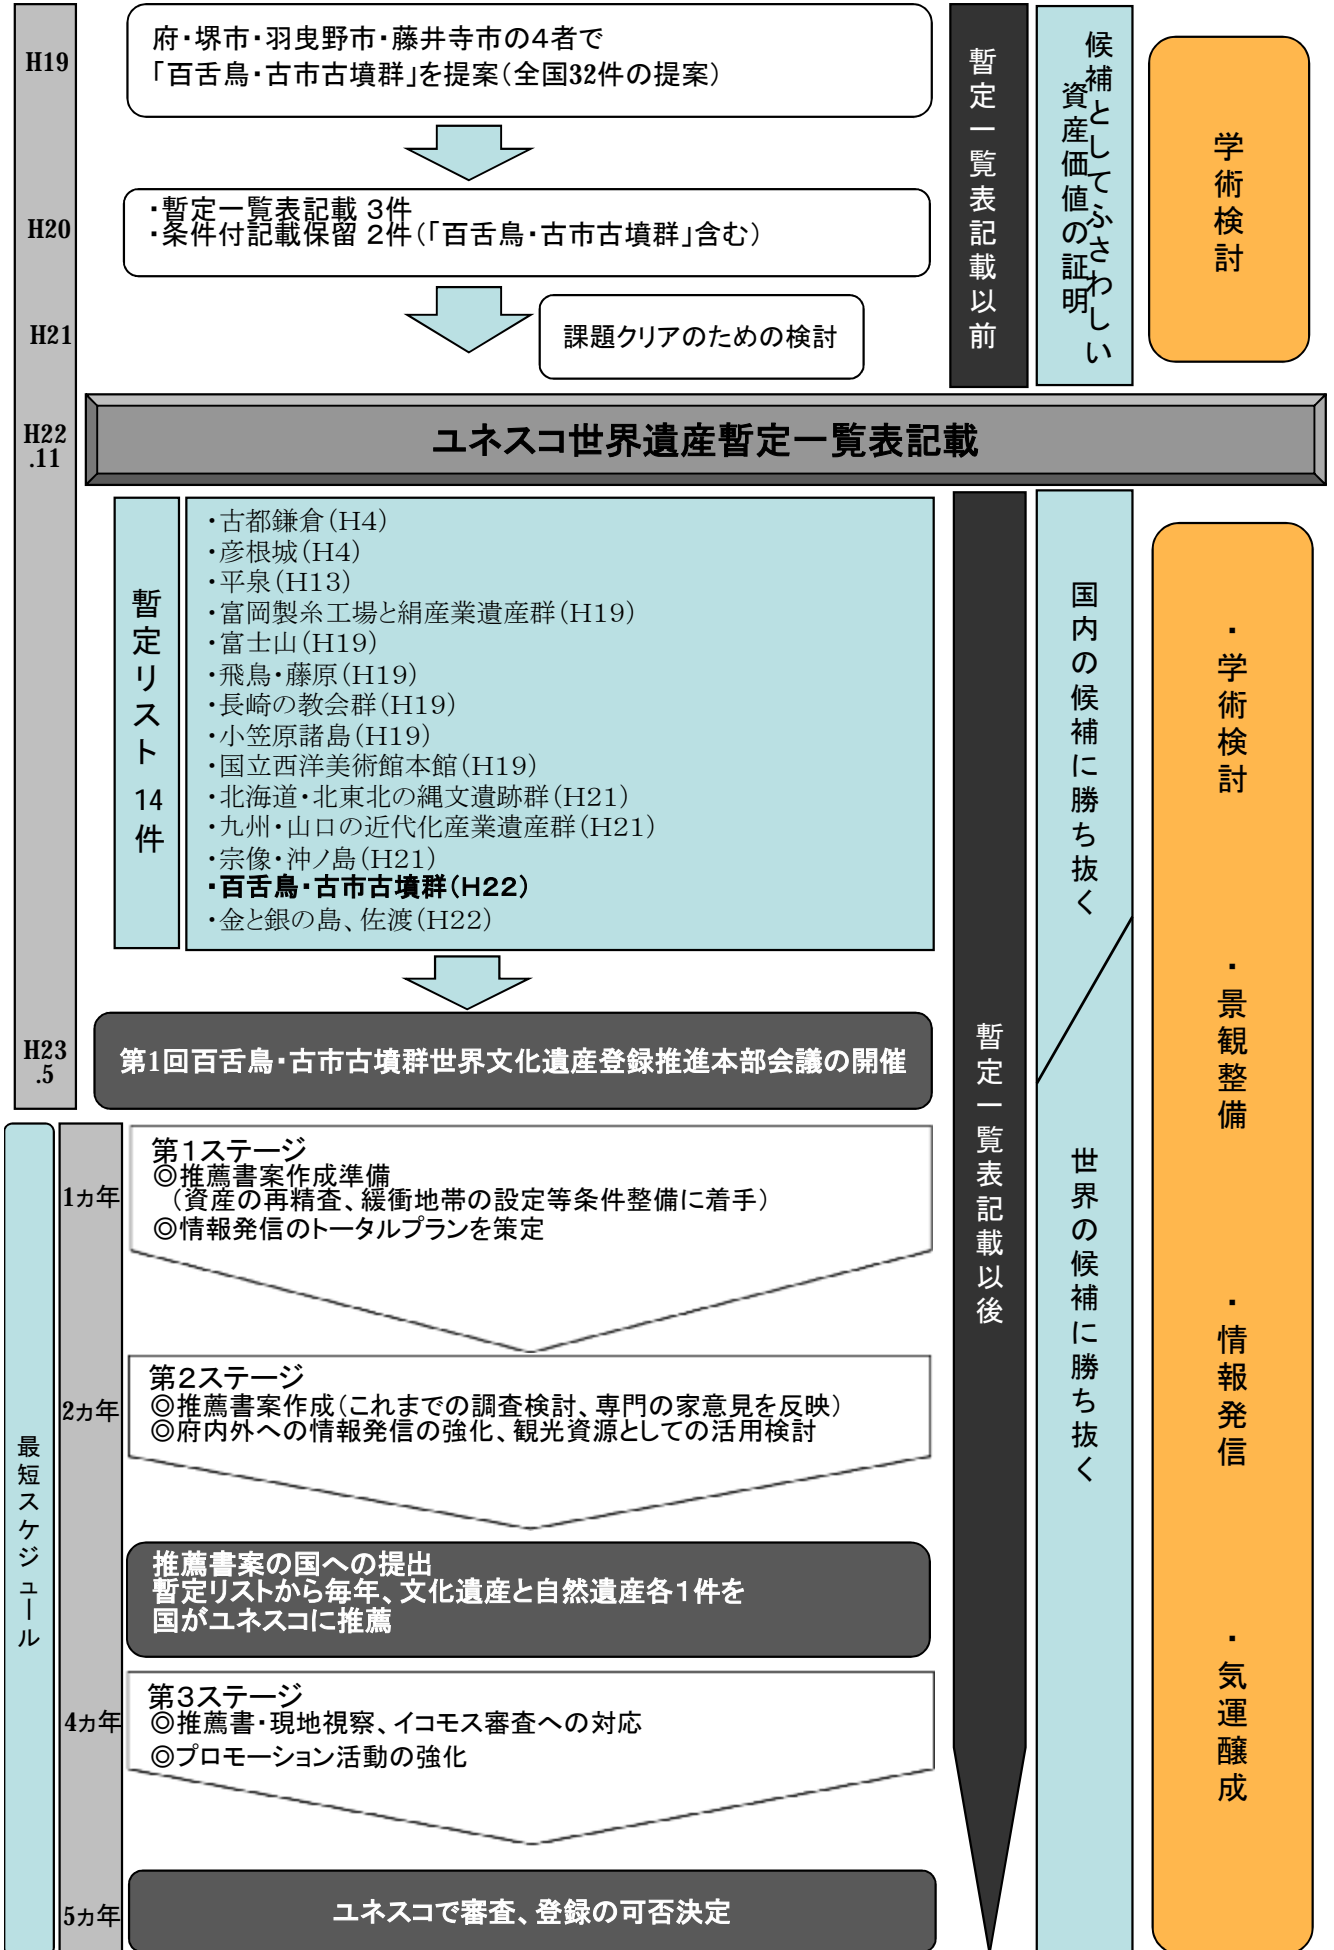 H19
府・堺市・羽曳野市・藤井寺市の4者で
「百舌鳥・古市古墳群」を提案(全国32件の提案)
H20
・暫定一覧表記載 3件
・条件付記載保留 2件(「百舌鳥・古市古墳群」含む)
H21
課題クリアのための検討
暫定一覧表記載以前
候補としてふさわしい
資産価値の証明
学術検討
H22
.11
ユネスコ世界遺産暫定一覧表記載
暫定リスト 14件
・古都鎌倉(H4)
・彦根城(H4)
・平泉(H13)
・富岡製糸工場と絹産業遺産群(H19)
・富士山(H19)
・飛鳥・藤原(H19)
・長崎の教会群(H19)
・小笠原諸島(H19)
・国立西洋美術館本館(H19)
・北海道・北東北の縄文遺跡群(H21)
・九州・山口の近代化産業遺産群(H21)
・宗像・沖ノ島(H21)
・百舌鳥・古市古墳群(H22)
・金と銀の島、佐渡(H22)
H23
.5
第1回百舌鳥・古市古墳群世界文化遺産登録推進本部会議の開催
最短スケジュール
1ヵ年
第1ステージ
◎推薦書案作成準備
(資産の再精査、緩衝地帯の設定等条件整備に着手)
◎情報発信のトータルプランを策定
2ヵ年
第2ステージ
◎推薦書案作成(これまでの調査検討、専門の家意見を反映)
◎府内外への情報発信の強化、観光資源としての活用検討
推薦書案の国への提出
暫定リストから毎年、文化遺産と自然遺産各1件を
国がユネスコに推薦
4ヵ年
第3ステージ
◎推薦書・現地視察、イコモス審査への対応
◎プロモーション活動の強化
5ヵ年
ユネスコで審査、登録の可否決定
暫定一覧表記載以後
国内の候補に勝ち抜く
世界の候補に勝ち抜く
・学術検討
・景観整備
・情報発信
・気運醸成